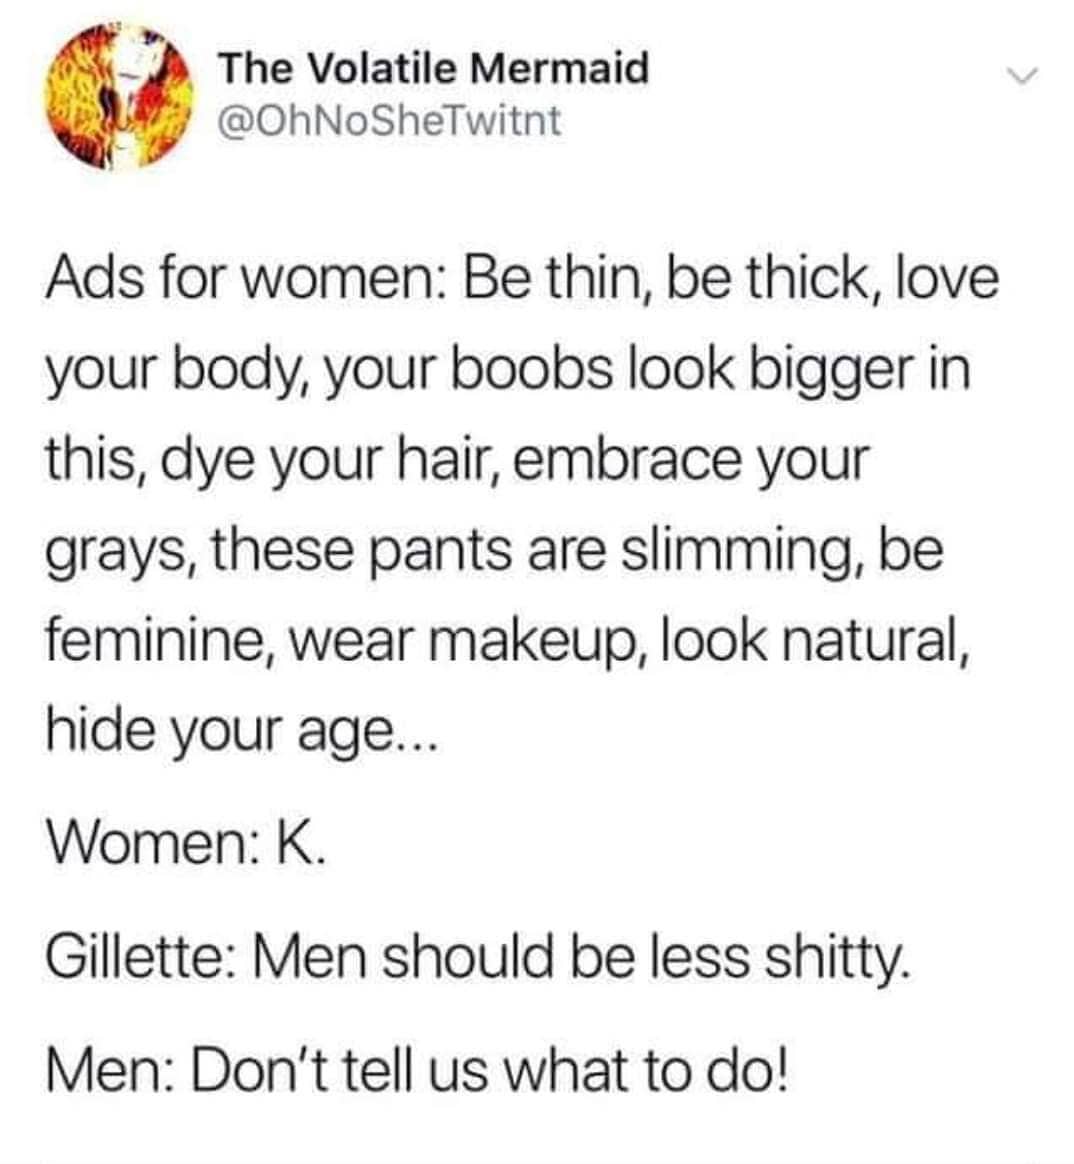 The Volatile Mermaid
@OhNoSheTwitnt
Ads for women: Be thin, be thick, love
your body, your boobs look bigger in
this, dye your hair, embrace your
grays, these pants are slimming, be
feminine, wear makeup, look natural,
hide your age...
Women: K.
Gillette: Men should be less shitty.
Men: Don't tell us what to do!